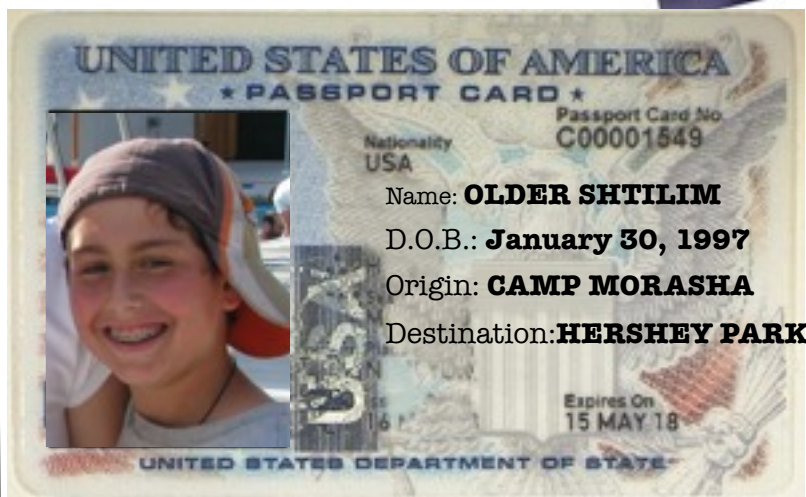 UNITED STATES OF AMERICA
★ PASSPORT CARD ★
Nationality
USA
Passport Card No
C00001549
Name: OLDER SHTILIM
D.O.B.: January 30, 1997
Origin: CAMP MORASHA
Destination:HERSHEY PARK
USA
Expires On
15 MAY 18
UNITED STATES DEPARTMENT OF STATE